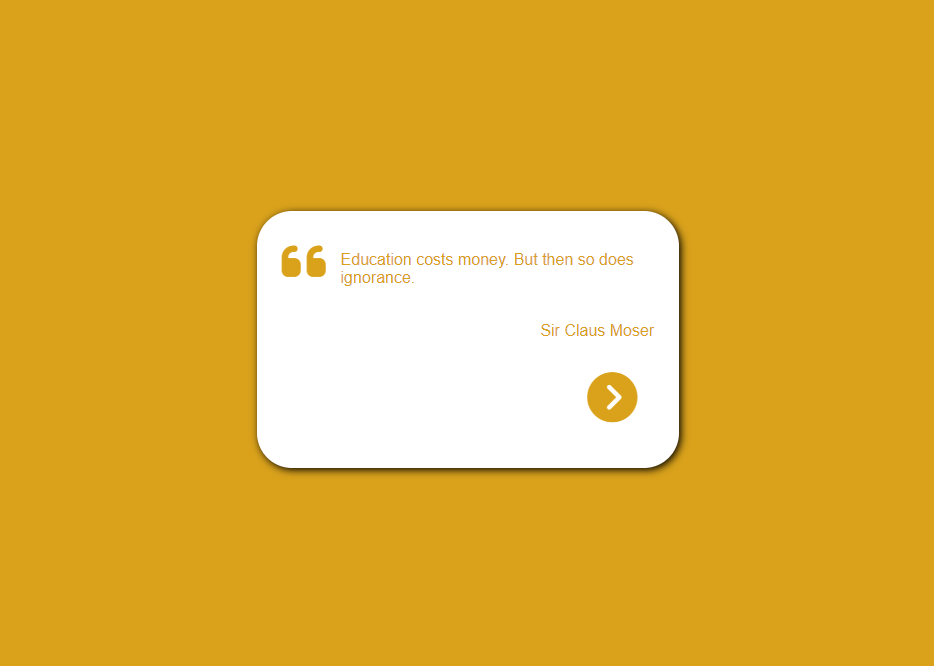 Education costs money. But then so does
ignorance.
Sir Claus Moser